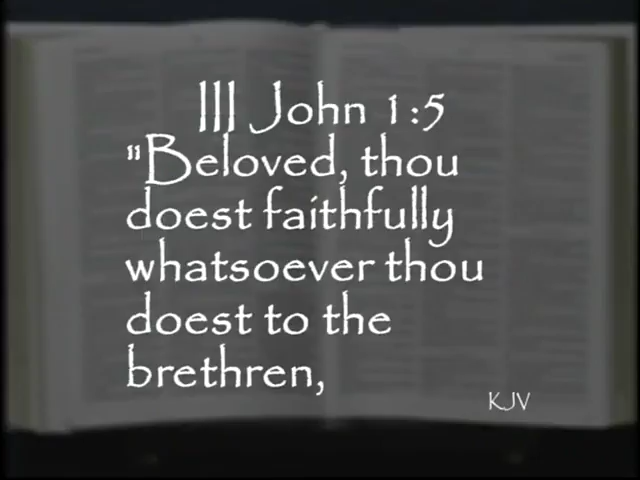 III John 1:5
"Beloved, thou
doest faithfully
whatsoever thou
doest to the
brethren,
KJV